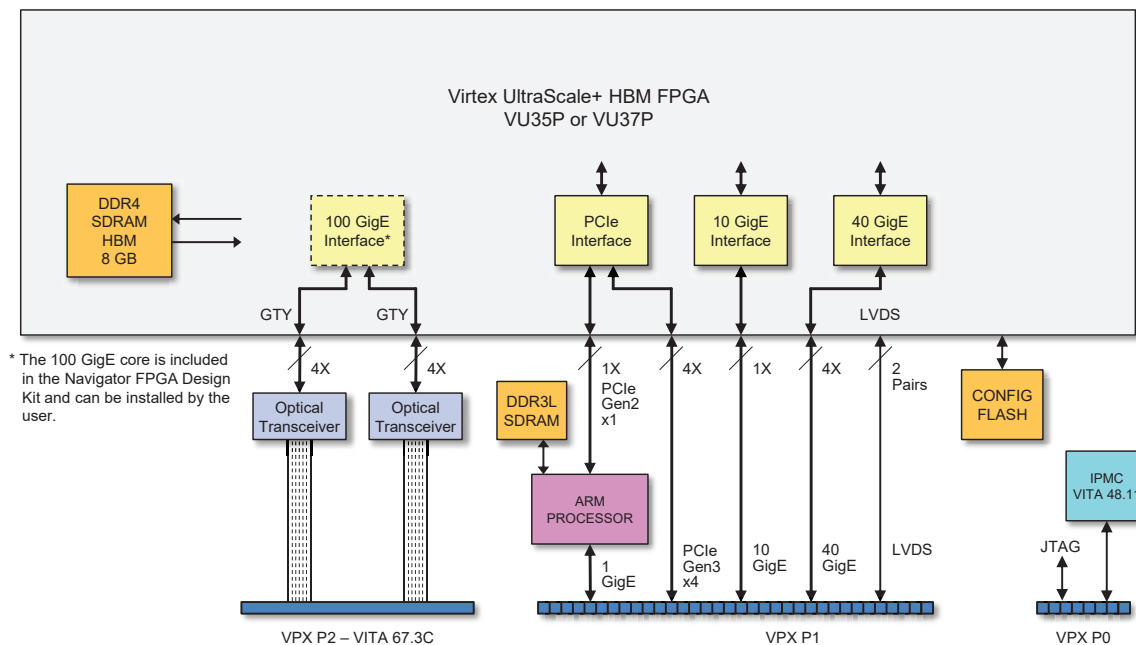 Virtex UltraScale+ HBM FPGA
VU35P or VU37P
DDR4
SDRAM
HBM
8 GB
100 GigE
Interface*
PCIe
Interface
10 GigE
Interface
40 GigE
Interface
GTY
GTY
LVDS
* The 100 GigE core is included
in the Navigator FPGA Design
Kit and can be installed by the
user.
4X
4X
1X
PCIe
Gen2
x1
4X
1X
4X
2
Pairs
Optical
Transceiver
Optical
Transceiver
DDR3L
SDRAM
CONFIG
FLASH
ARM
PROCESSOR
IPMC
VITA 48.11
1
GigE
PCIe
Gen3
x4
10
GigE
40
GigE
LVDS
JTAG
VPX P2 – VITA 67.3C
VPX P1
VPX P0